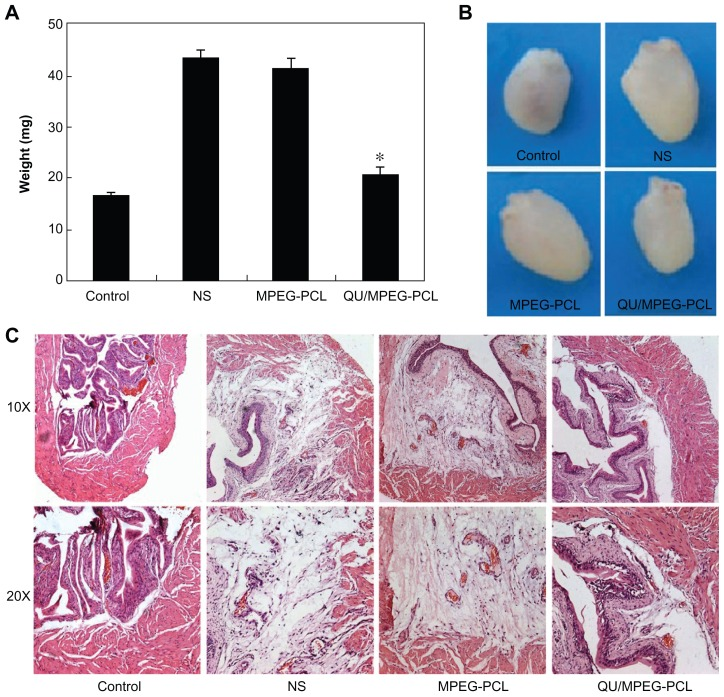 A
Weight (mg)
50
40
30
20
10
0
*
Control
NS
MPEG-PCL
QU/MPEG-PCL
B
Control
NS
MPEG-PCL
QU/MPEG-PCL
C
10X
20X
Control
NS
MPEG-PCL
QU/MPEG-PCL